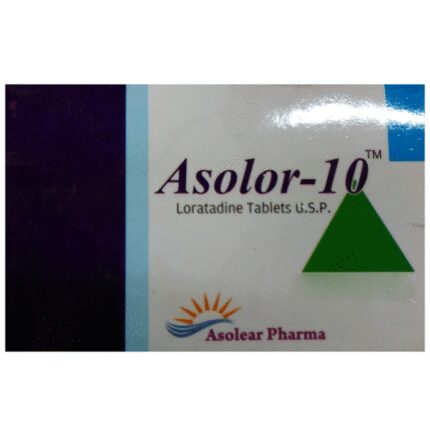 Asolor-10™
Loratadine Tablets U.S.P.
Asolear Pharma